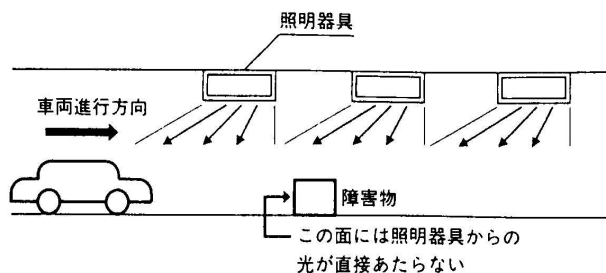 照明器具
車両進行方向
障害物
この面には照明器具からの
光が直接あたらない